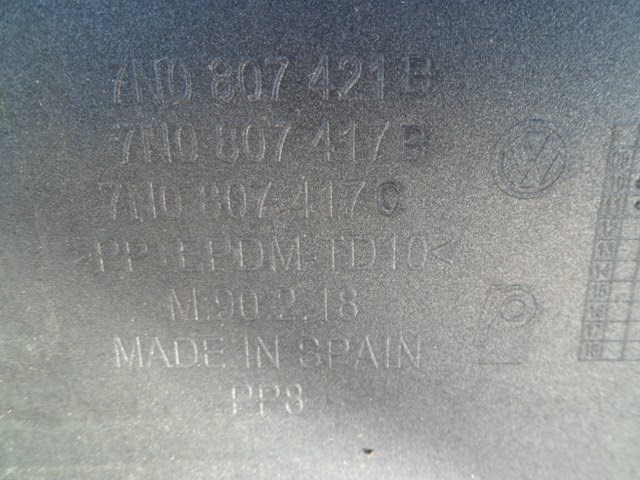 7N0 807 421 B
7N0 807 417 B
7N0 807 417 C
>PP+EPDM-TD10<
M.90.2.18
MADE IN SPAIN
PP8